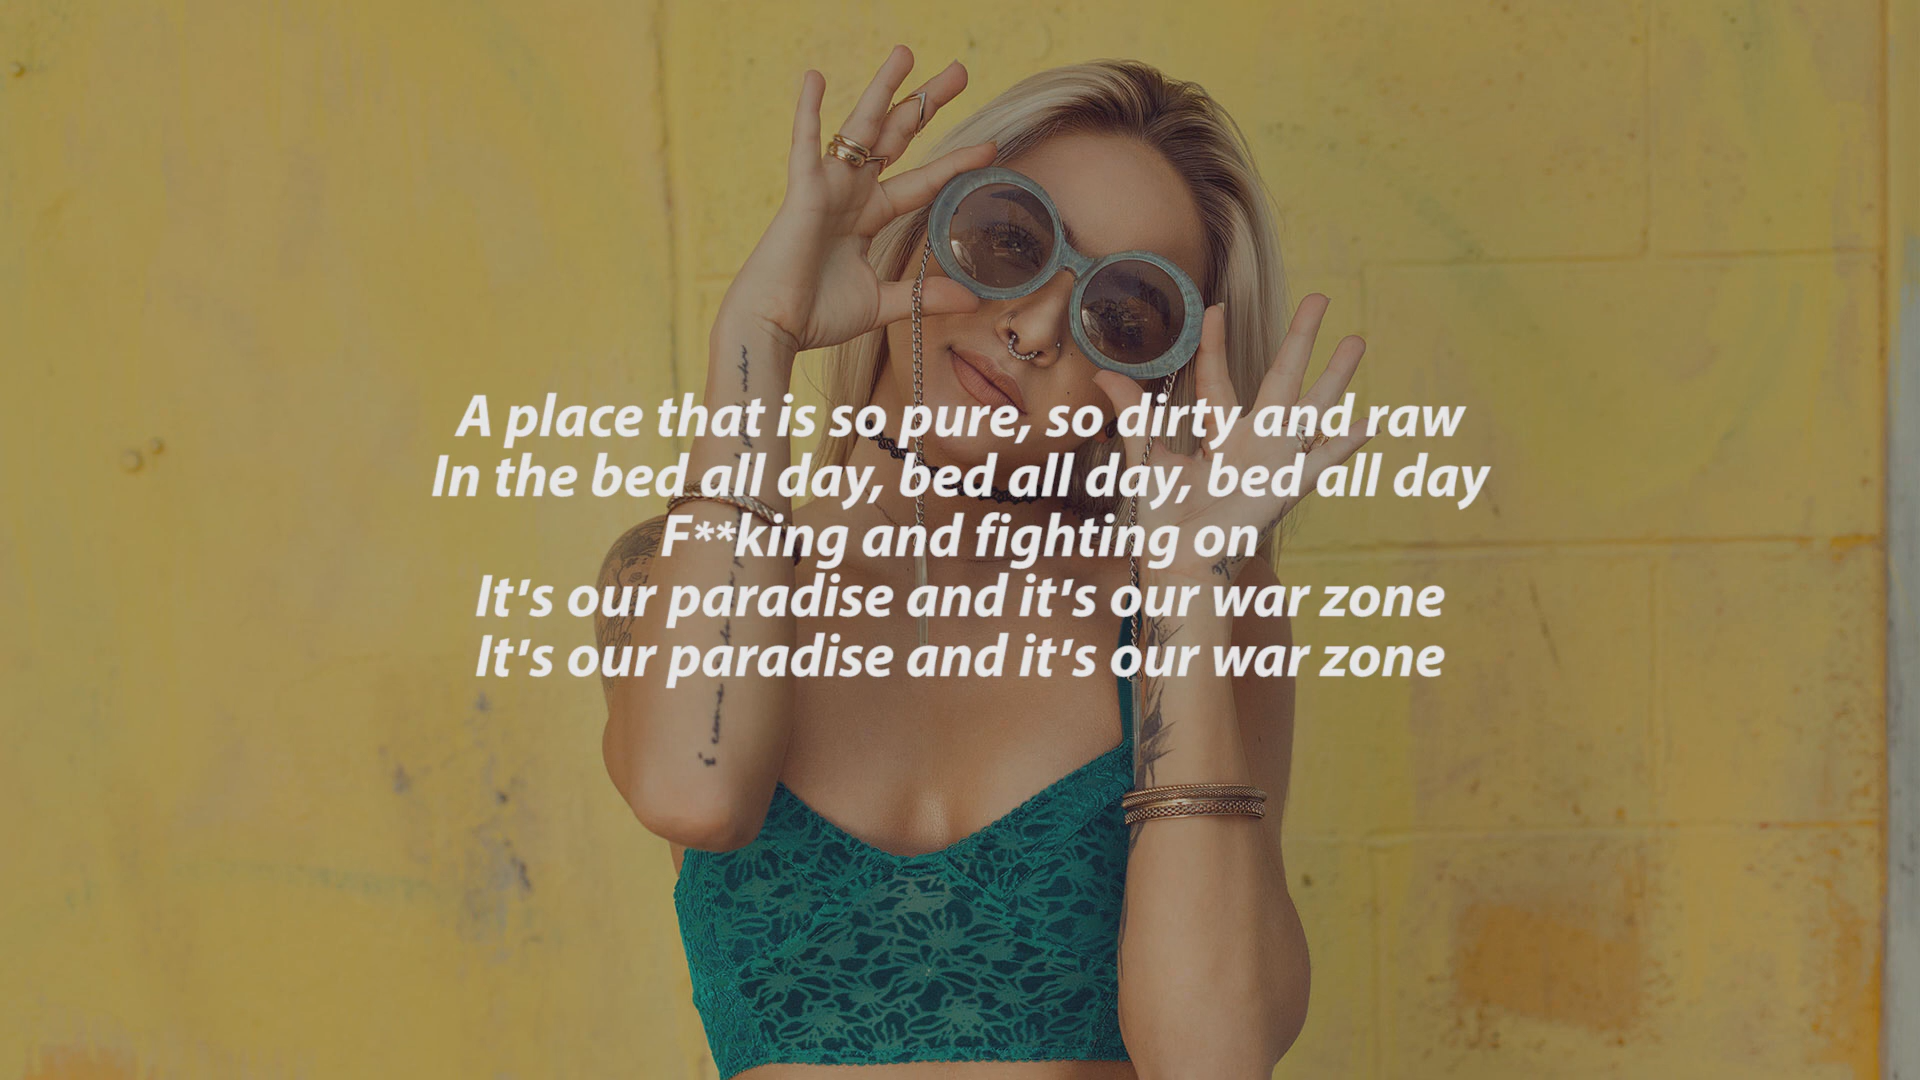 A place that is so pure, so dirty and raw
In the bed all day, bed all day, bed all day
F**king and fighting on
It's our paradise and it's our war zone
It's our paradise and it's our war zone